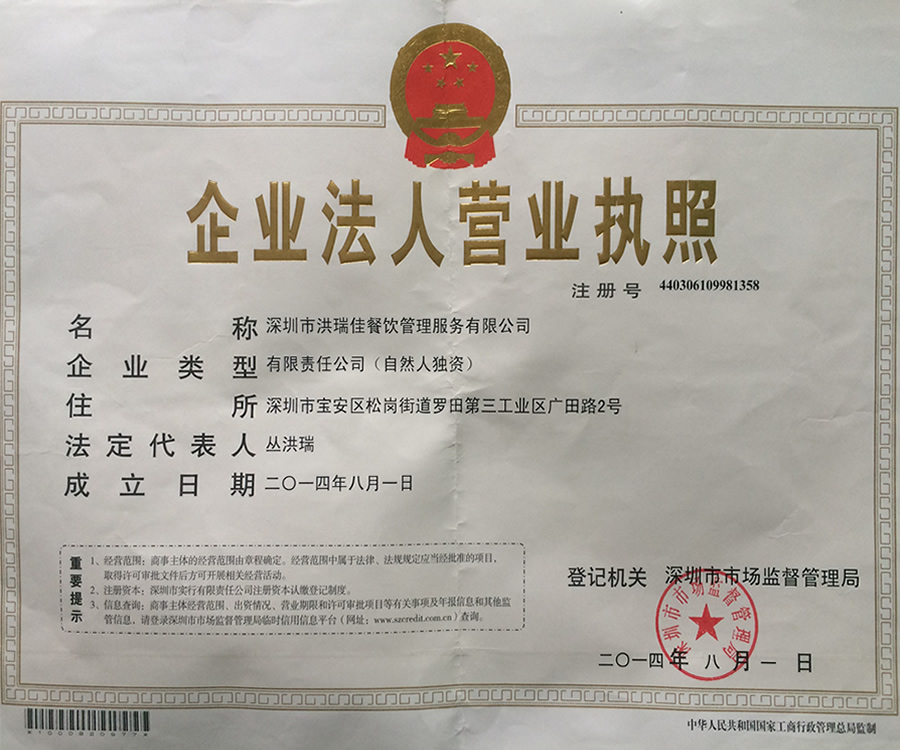 企业法人营业执照
注册号 440306109981358
名称 深圳市洪瑞佳餐饮管理服务有限公司
企业类型 有限责任公司（自然人独资）
住所 深圳市宝安区松岗街道罗田第三工业区广田路2号
法定代表人 丛洪瑞
成立日期 二〇一四年八月一日
重要提示
1、经营范围：商事主体的经营范围由章程确定。经营范围中属于法律、法规规定应当经批准的项目，
取得许可审批文件后方可开展相关经营活动。
2、注册资本：深圳市实行有限责任公司注册资本认缴登记制度。
3、信息查询：商事主体经营范围、出资情况、营业期限和许可审批项目等有关事项及年报信息和其他监
管信息，请登录深圳市市场监督管理局临时信用信息平台（网址：www.szcredit.com.cn）查询。
登记机关 深圳市市场监督管理局
深圳市市场监督管理局
二〇一四年八月一日
中华人民共和国国家工商行政管理总局监制